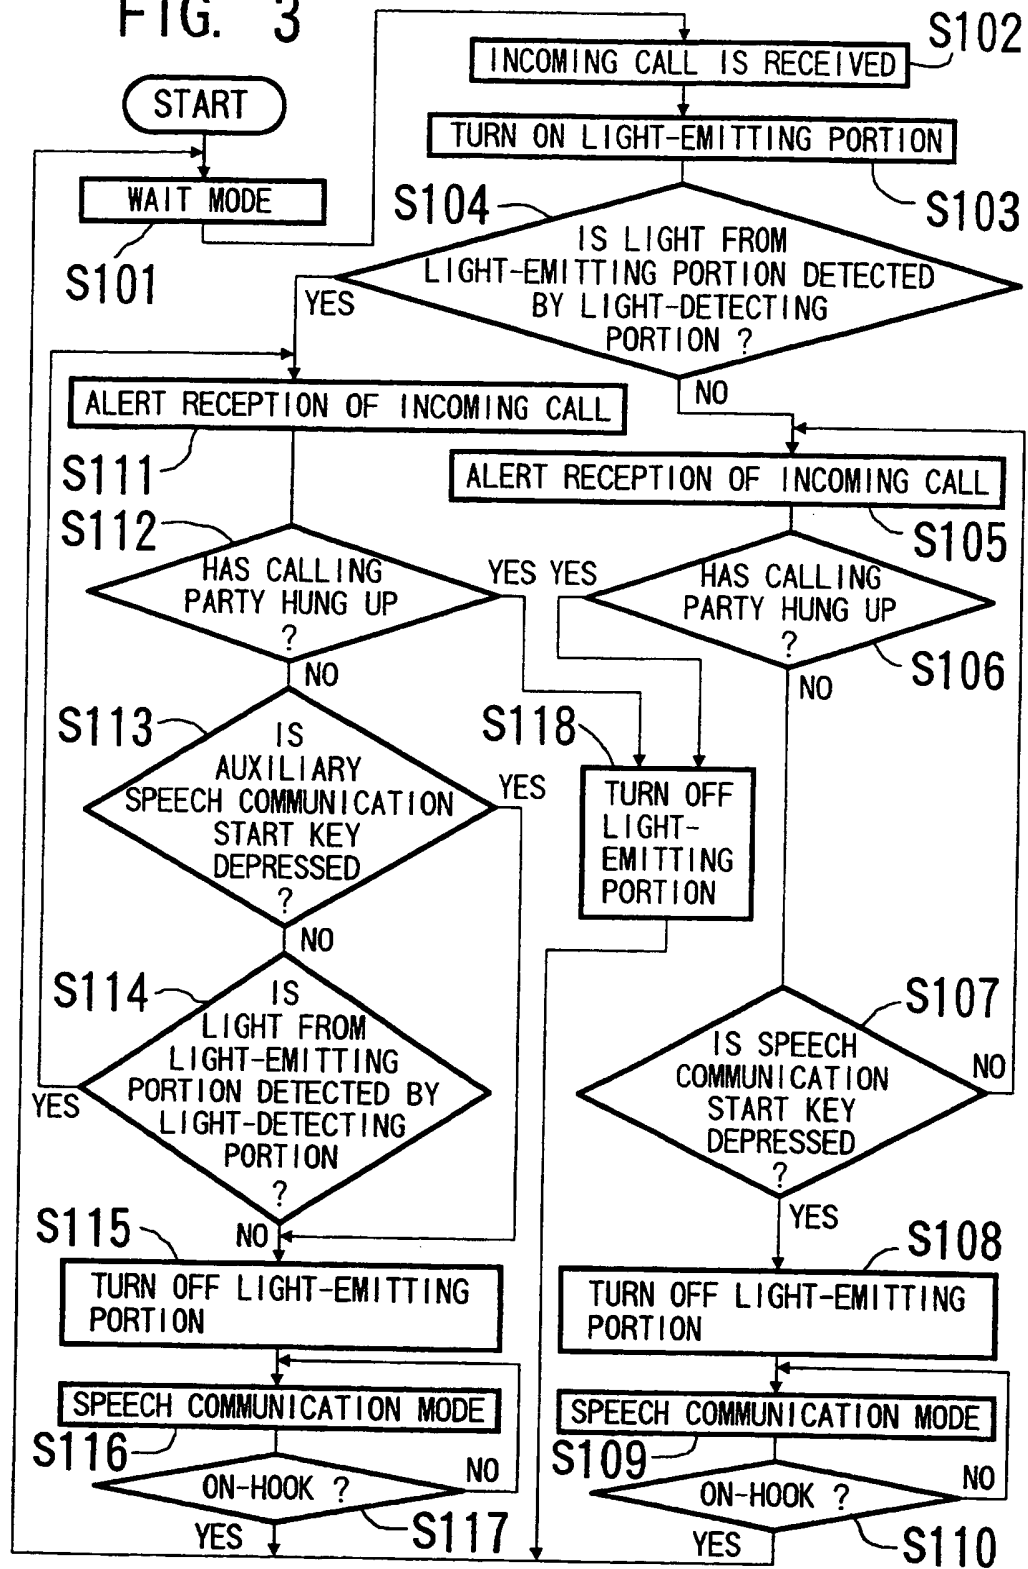 FIG. 3
START
WAIT MODE
S101
INCOMING CALL IS RECEIVED
S102
TURN ON LIGHT-EMITTING PORTION
S103
S104
IS LIGHT FROM
LIGHT-EMITTING PORTION DETECTED
BY LIGHT-DETECTING
PORTION ?
YES
NO
ALERT RECEPTION OF INCOMING CALL
S111
ALERT RECEPTION OF INCOMING CALL
S105
S112
HAS CALLING
PARTY HUNG UP
?
YES
NO
YES
HAS CALLING
PARTY HUNG UP
?
S106
NO
S113
IS
AUXILIARY
SPEECH COMMUNICATION
START KEY
DEPRESSED
?
YES
NO
S118
TURN OFF
LIGHT-
EMITTING
PORTION
S114
IS
LIGHT FROM
LIGHT-EMITTING
PORTION DETECTED BY
LIGHT-DETECTING
PORTION
?
YES
NO
S107
IS SPEECH
COMMUNICATION
START KEY
DEPRESSED
?
NO
YES
S115
TURN OFF LIGHT-EMITTING
PORTION
S108
TURN OFF LIGHT-EMITTING
PORTION
SPEECH COMMUNICATION MODE
S116
SPEECH COMMUNICATION MODE
S109
ON-HOOK ?
NO
YES
S117
ON-HOOK ?
NO
YES
S110